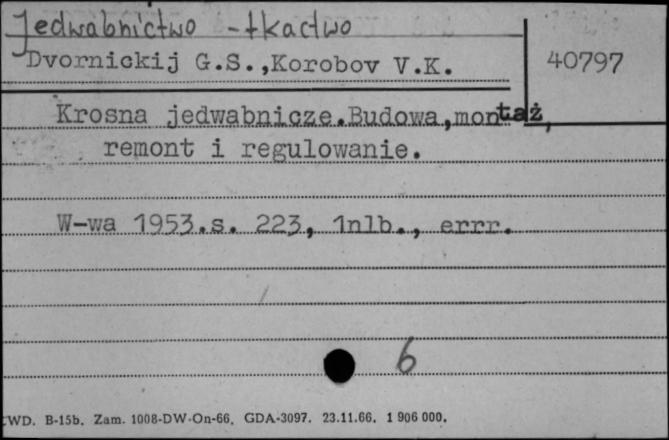 Jedwabnictwo - tkactwo
Dvornickij G.S.,Korobov V.K.
40797
Krosna jedwabnicze.Budowa,montaż,
remont i regulowanie.
W-wa 1953.s. 223, 1nlb., errr.
6
CWD. B-15b. Zam. 1008-DW-On-66. GDA-3097. 23.11.66. 1 906 000.